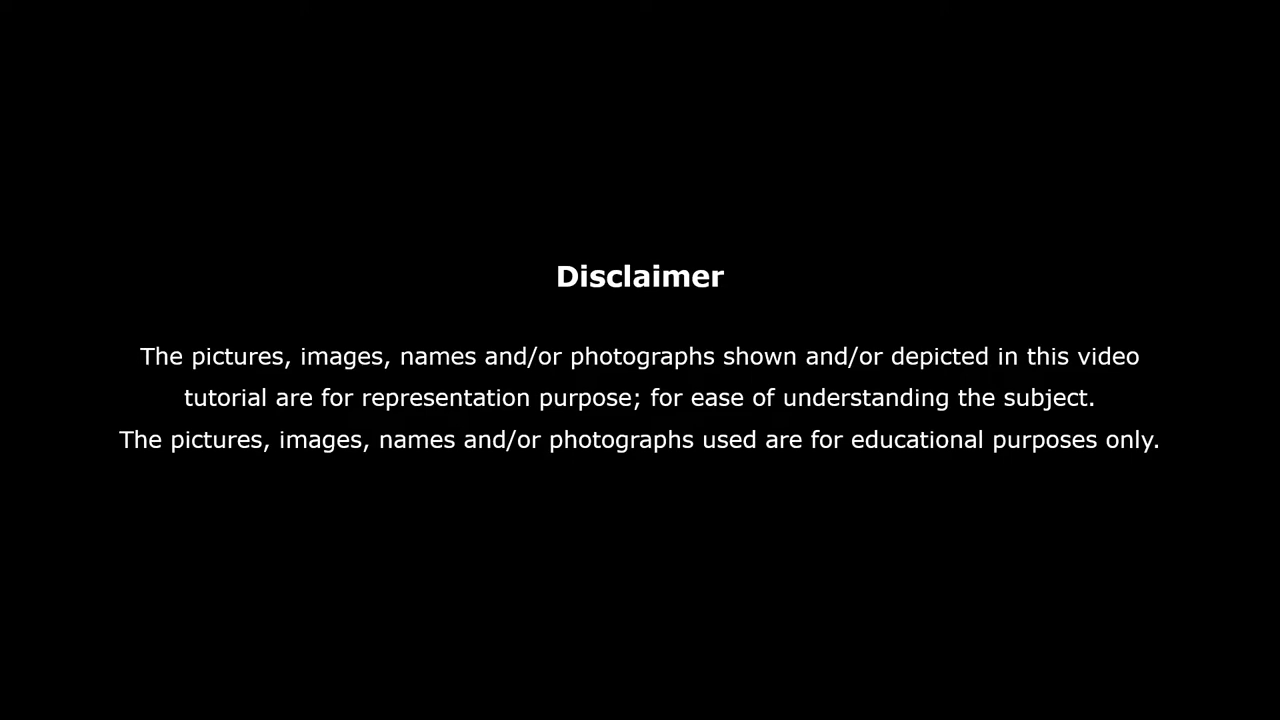 Disclaimer
The pictures, images, names and/or photographs shown and/or depicted in this video
tutorial are for representation purpose; for ease of understanding the subject.
The pictures, images, names and/or photographs used are for educational purposes only.